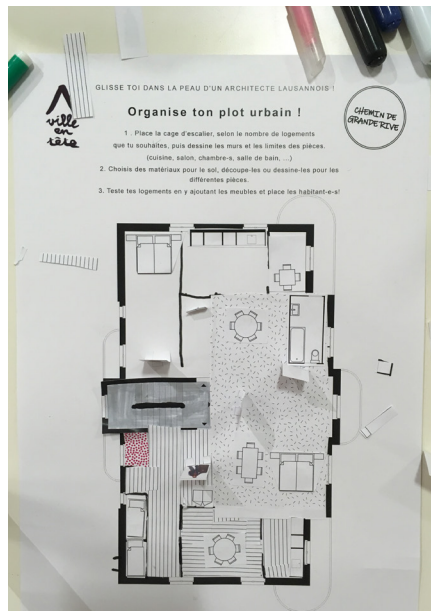 GLISSE TOI DANS LA PEAU D'UN ARCHITECTE LAUSANNOIS !
ville
en
tête
Organise ton plot urbain !
CHEMIN DE
GRANDE RIVE
1 . Place la cage d'escalier, selon le nombre de logements
que tu souhaites, puis dessine les murs et les limites des pièces.
(cuisine, salon, chambre-s, salle de bain, ...)
2. Choisis des matériaux pour le sol, découpe-les ou dessine-les pour les
différentes pièces.
3. Teste tes logements en y ajoutant les meubles et place les habitant-e-s!